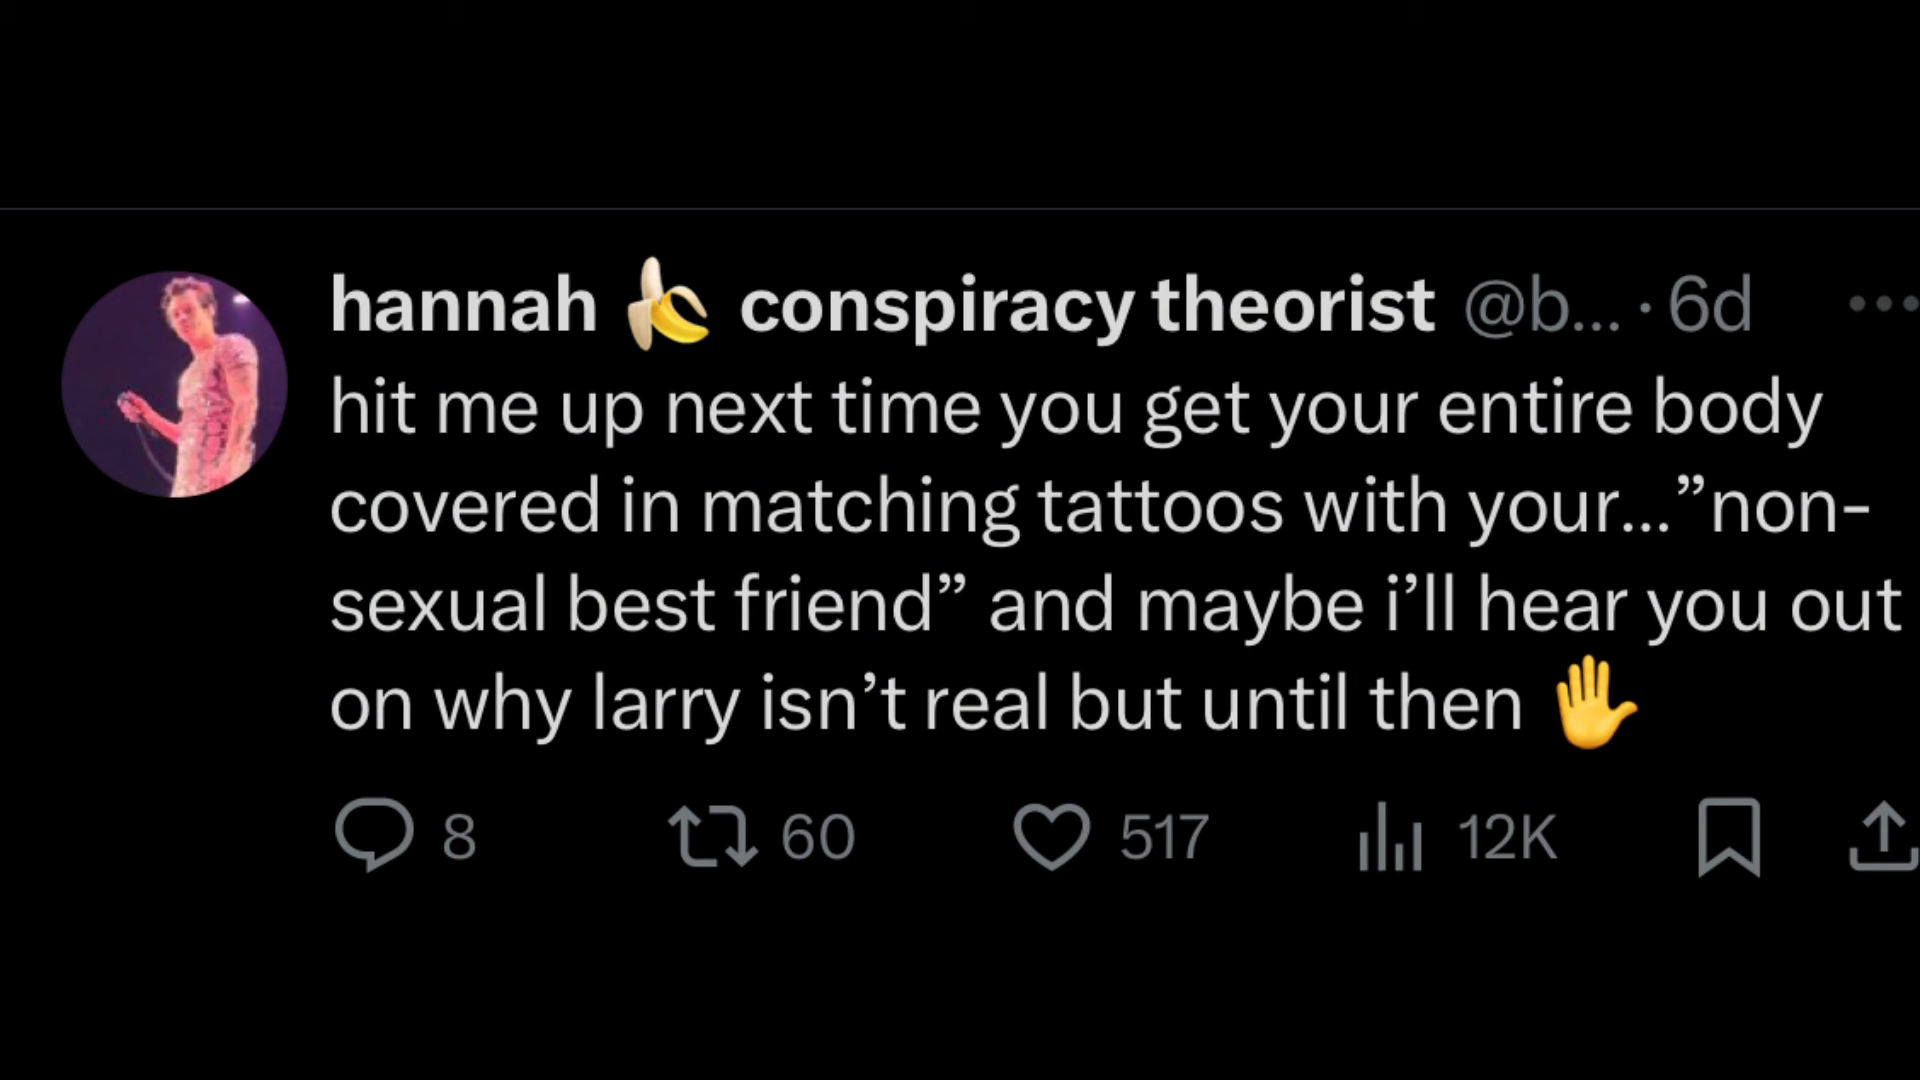 hannah 🍌 conspiracy theorist @b... · 6d
hit me up next time you get your entire body
covered in matching tattoos with your...”non-
sexual best friend” and maybe i’ll hear you out
on why larry isn’t real but until then 🤚
8 60 517 12K